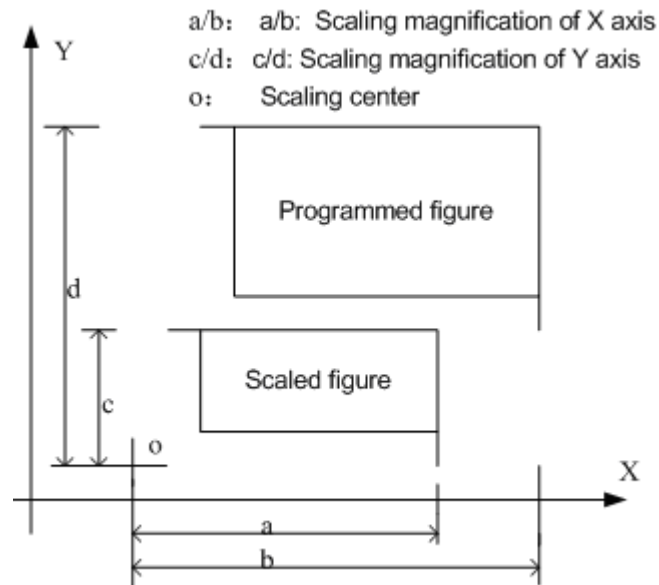 a/b: a/b: Scaling magnification of X axis
Y
c/d: c/d: Scaling magnification of Y axis
o: Scaling center
Programmed figure
d
Scaled figure
c
o
X
a
b